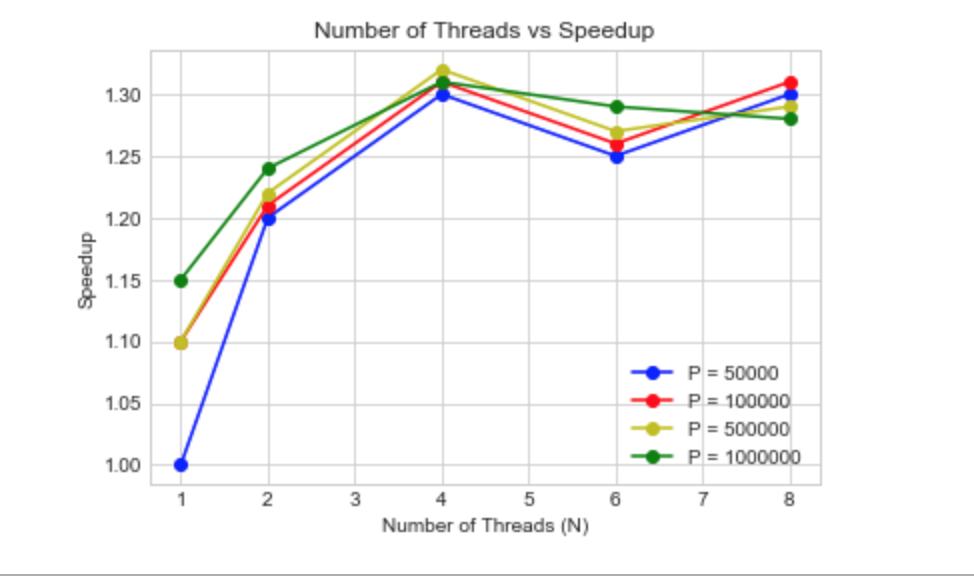 Number of Threads vs Speedup
1.30
1.25
1.20
1.15
1.10
1.05
1.00
Speedup
P = 50000
P = 100000
P = 500000
P = 1000000
1 2 3 4 5 6 7 8
Number of Threads (N)